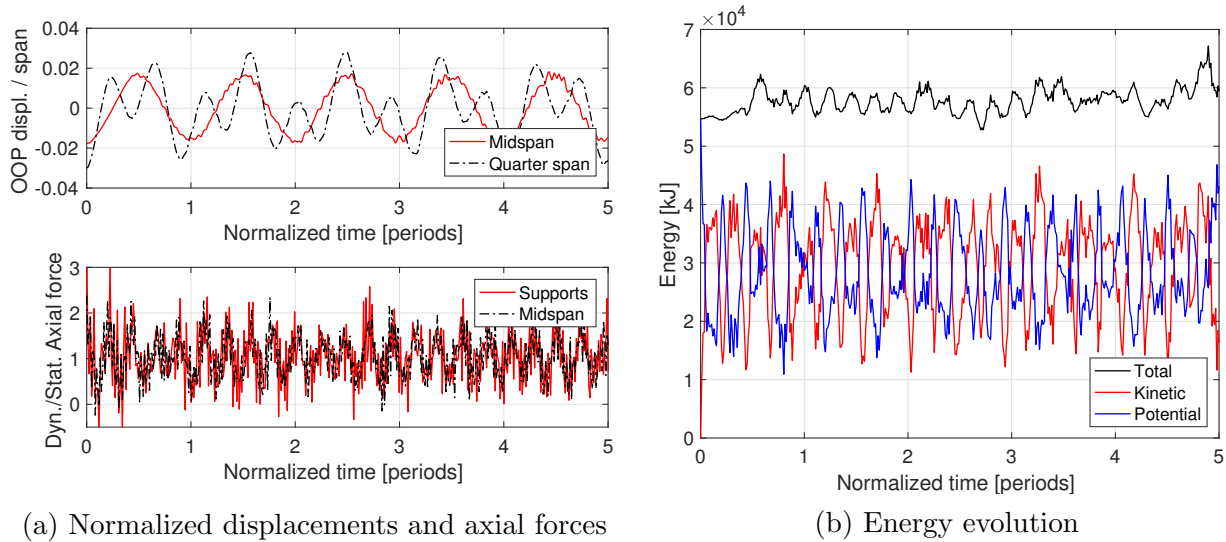 0.04
0.02
0
-0.02
-0.04
OOP displ. / span
Midspan
Quarter span
0 1 2 3 4 5
Normalized time [periods]
3
2
1
0
Dyn./Stat. Axial force
Supports
Midspan
0 1 2 3 4 5
Normalized time [periods]
(a) Normalized displacements and axial forces
×10⁴
7
6
5
4
3
2
1
0
Energy [kJ]
Total
Kinetic
Potential
0 1 2 3 4 5
Normalized time [periods]
(b) Energy evolution